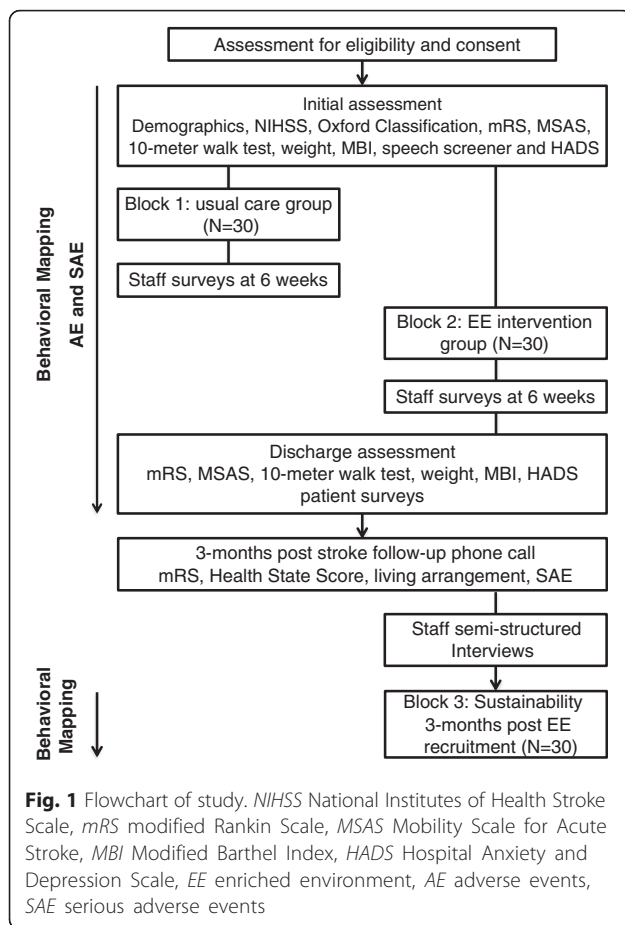 Assessment for eligibility and consent
Initial assessment
Demographics, NIHSS, Oxford Classification, mRS, MSAS,
10-meter walk test, weight, MBI, speech screener and HADS
Behavioral Mapping
AE and SAE
Block 1: usual care group
(N=30)
Staff surveys at 6 weeks
Block 2: EE intervention
group (N=30)
Staff surveys at 6 weeks
Discharge assessment
mRS, MSAS, 10-meter walk test, weight, MBI, HADS
patient surveys
3-months post stroke follow-up phone call
mRS, Health State Score, living arrangement, SAE
Staff semi-structured
Interviews
Behavioral
Mapping
Block 3: Sustainability
3-months post EE
recruitment (N=30)
Fig. 1 Flowchart of study. NIHSS National Institutes of Health Stroke
Scale, mRS modified Rankin Scale, MSAS Mobility Scale for Acute
Stroke, MBI Modified Barthel Index, HADS Hospital Anxiety and
Depression Scale, EE enriched environment, AE adverse events,
SAE serious adverse events